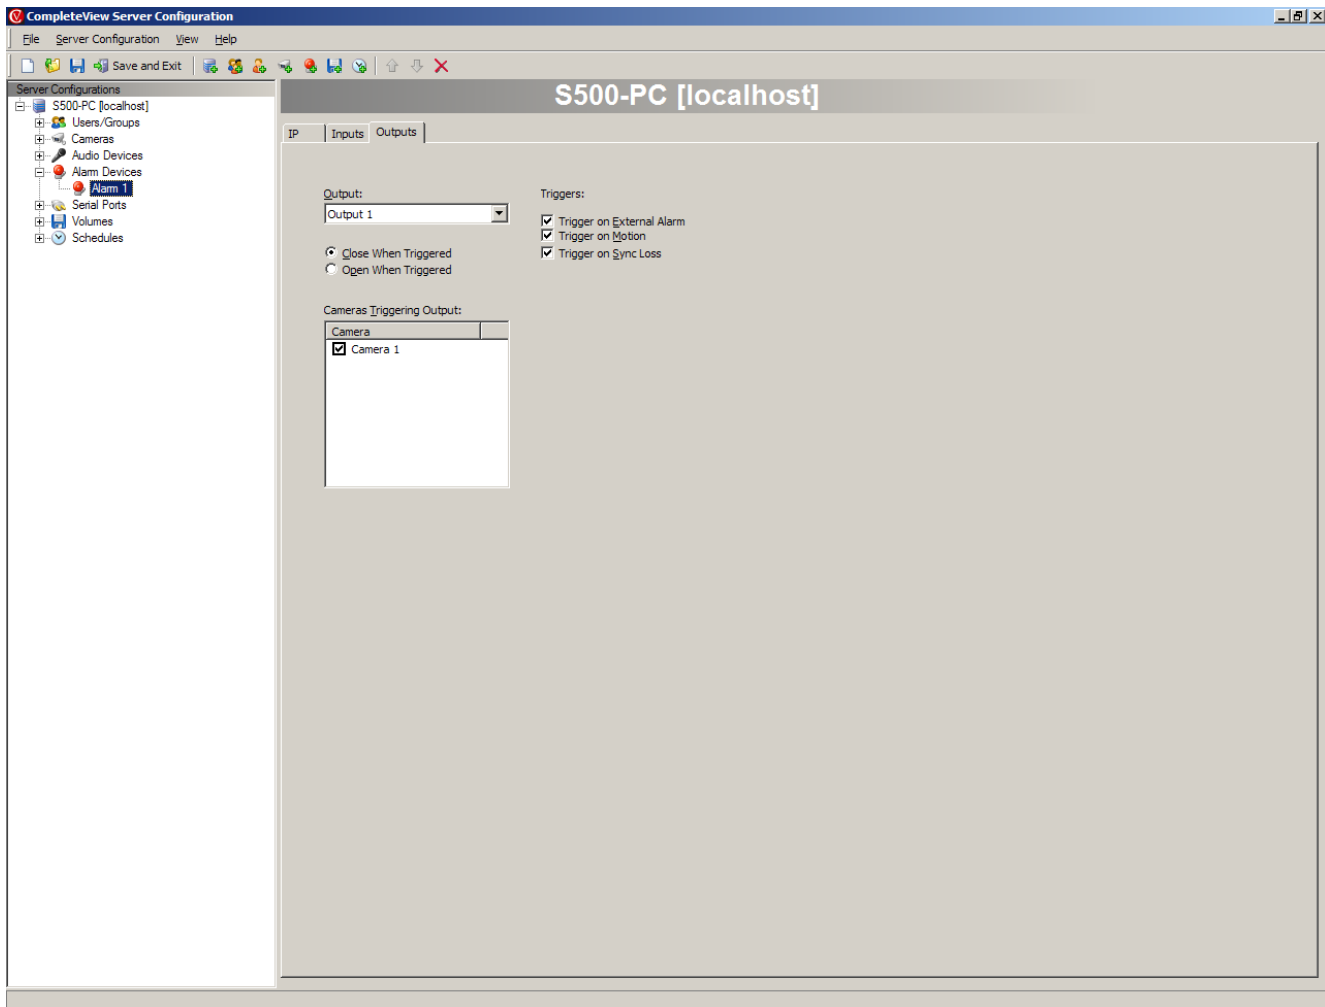 CompleteView Server Configuration
File Server Configuration View Help
Save and Exit
Server Configurations
S500-PC [localhost]
Users/Groups
Cameras
Audio Devices
Alarm Devices
Alarm 1
Serial Ports
Volumes
Schedules
S500-PC [localhost]
IP Inputs Outputs
Output:
Output 1
Close When Triggered
Open When Triggered
Cameras Triggering Output:
Camera
Camera 1
Triggers:
Trigger on External Alarm
Trigger on Motion
Trigger on Sync Loss